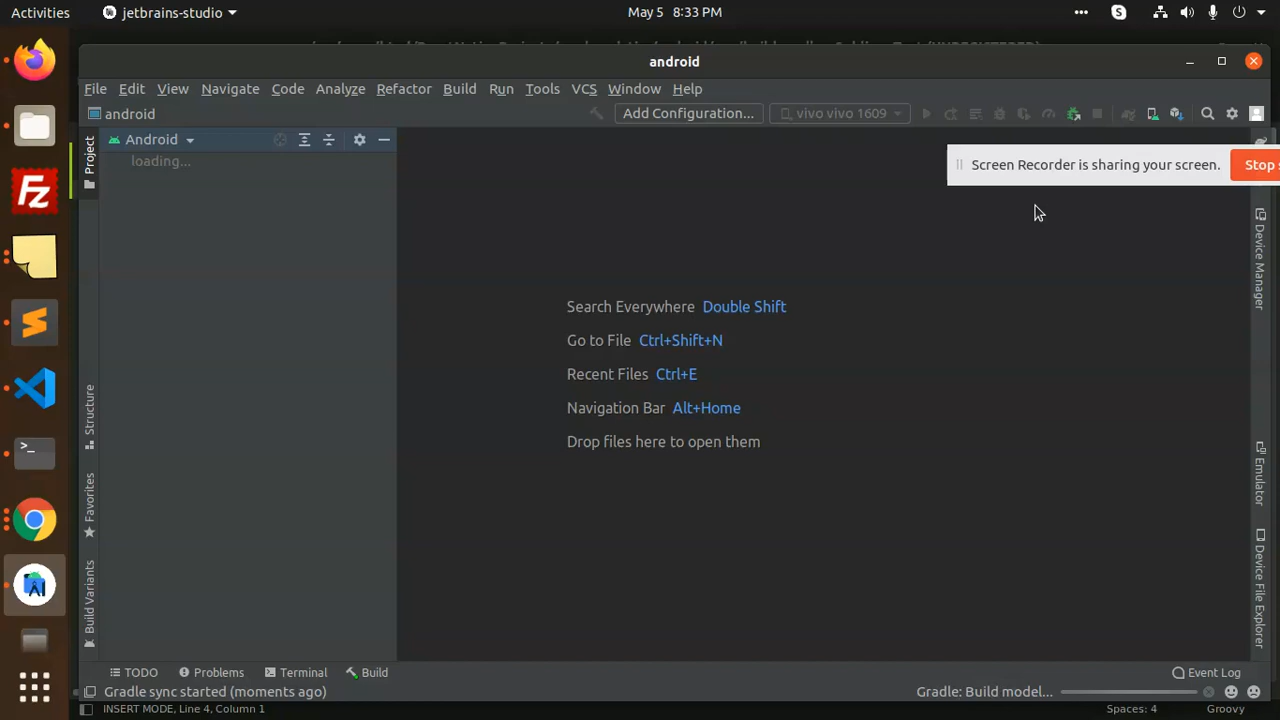 Activities
jetbrains-studio
May 5 8:33 PM
android
File Edit View Navigate Code Analyze Refactor Build Run Tools VCS Window Help
android
Add Configuration...
vivo vivo 1609
Project
Android
loading...
Screen Recorder is sharing your screen.
Stop s
Device Manager
Search Everywhere Double Shift
Go to File Ctrl+Shift+N
Recent Files Ctrl+E
Navigation Bar Alt+Home
Drop files here to open them
Structure
Favorites
Build Variants
Emulator
Device File Explorer
TODO Problems Terminal Build Event Log
Gradle sync started (moments ago) Gradle: Build model...
INSERT MODE, Line 4, Column 1 Spaces: 4 Groovy